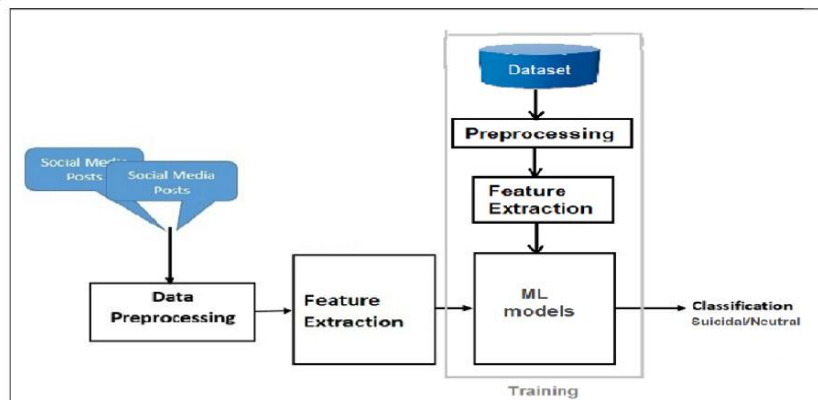 Dataset
Preprocessing
Feature
Extraction
Social Media
Posts
Social Media
Posts
Data
Preprocessing
Feature
Extraction
ML
models
Classification
Suicidal/Neutral
Training